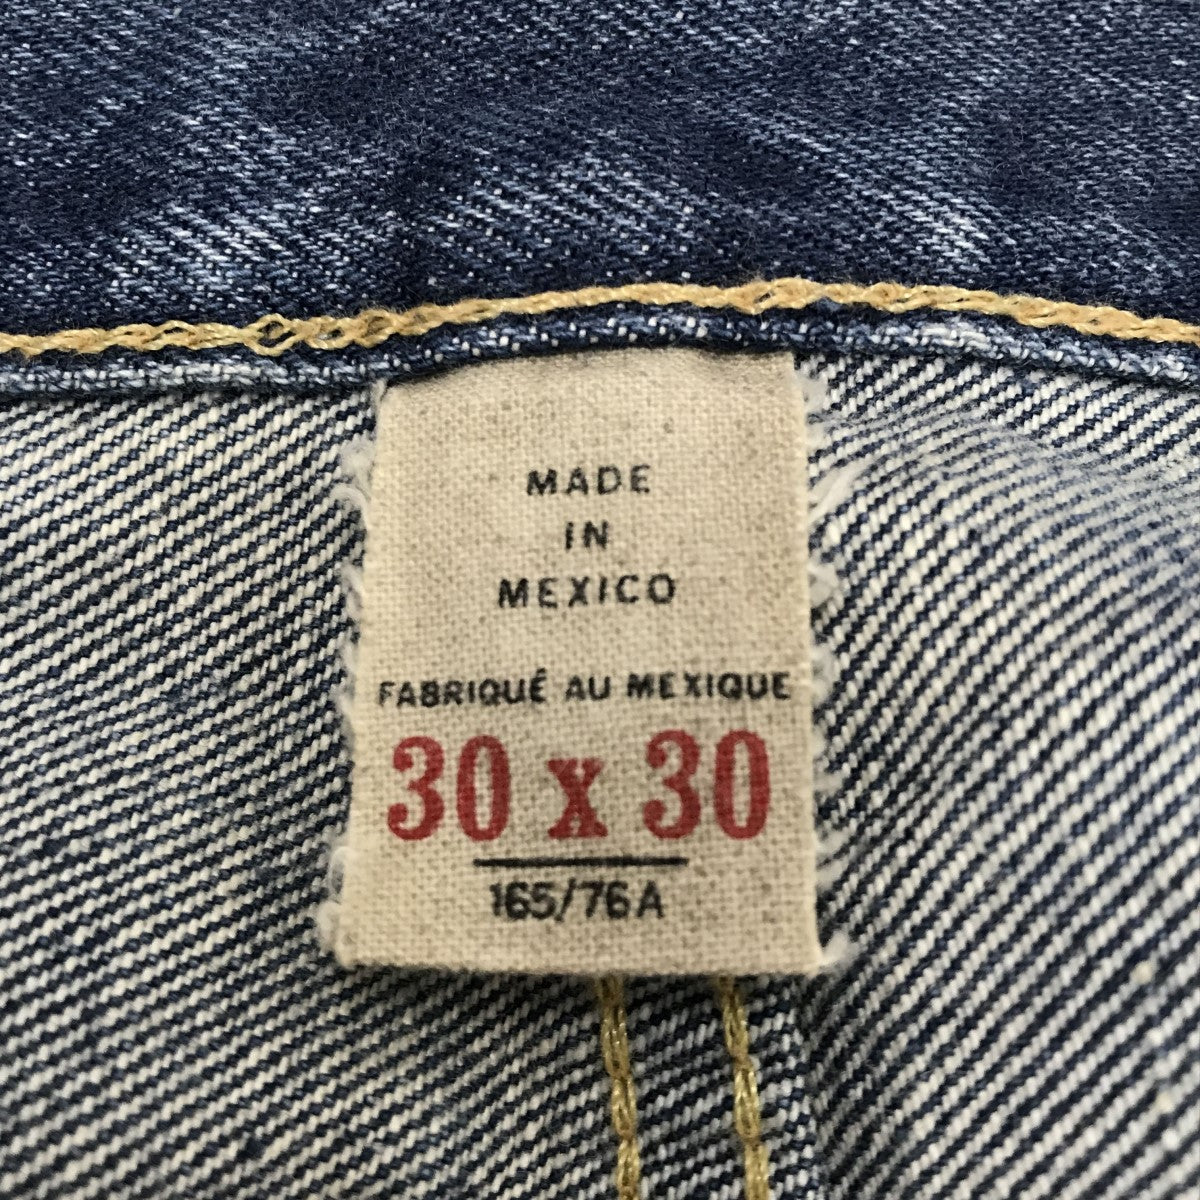 MADE
IN
MEXICO
FABRIQUÉ AU MEXIQUE
30 x 30
165/76A